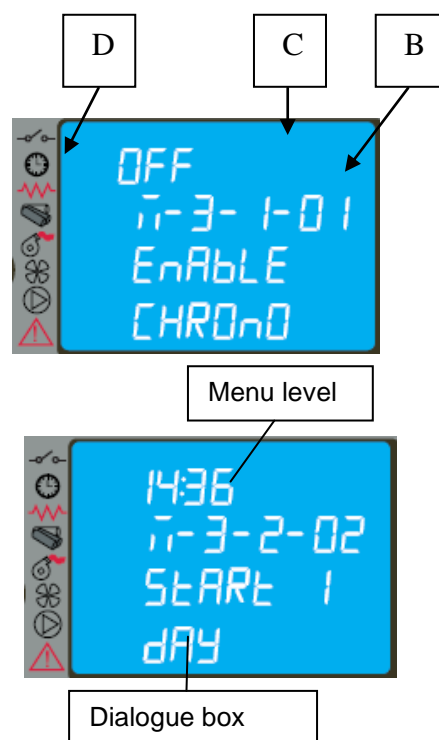 D C B
OFF
M-3-1-01
EnAbLE
CHROnO
Menu level
14:36
M-3-2-02
StARt 1
dAY
Dialogue box